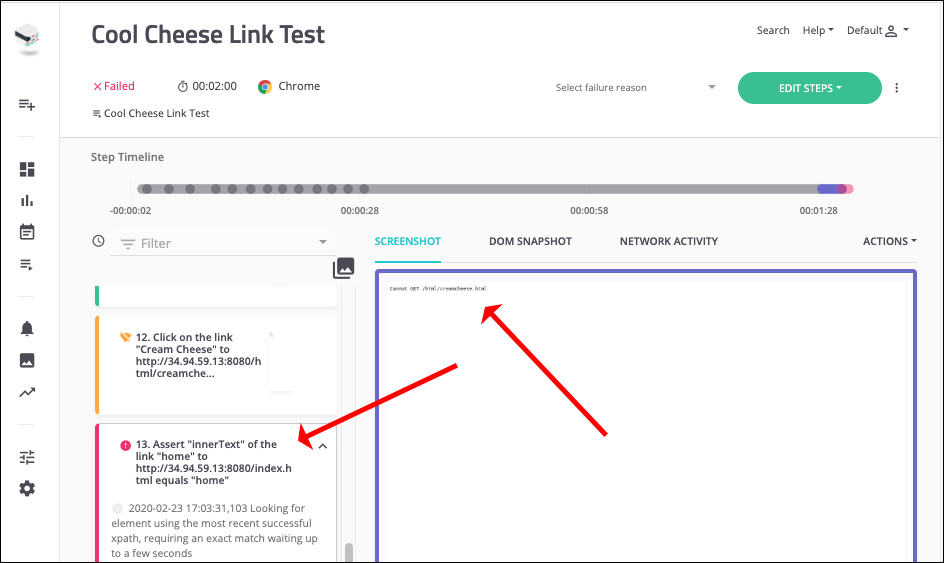 Cool Cheese Link Test
Search Help Default
Failed 00:02:00 Chrome
Select failure reason
EDIT STEPS
Cool Cheese Link Test
Step Timeline
-00:00:02 00:00:28 00:00:58 00:01:28
Filter
SCREENSHOT DOM SNAPSHOT NETWORK ACTIVITY ACTIONS
Cannot GET /html/creamcheese.html
12. Click on the link
"Cream Cheese" to
http://34.94.59.13:8080/h
tml/creamche...
13. Assert "innerText" of the
link "home" to
http://34.94.59.13:8080/index.h
tml equals "home"
2020-02-23 17:03:31,103 Looking for
element using the most recent successful
xpath, requiring an exact match waiting up
to a few seconds